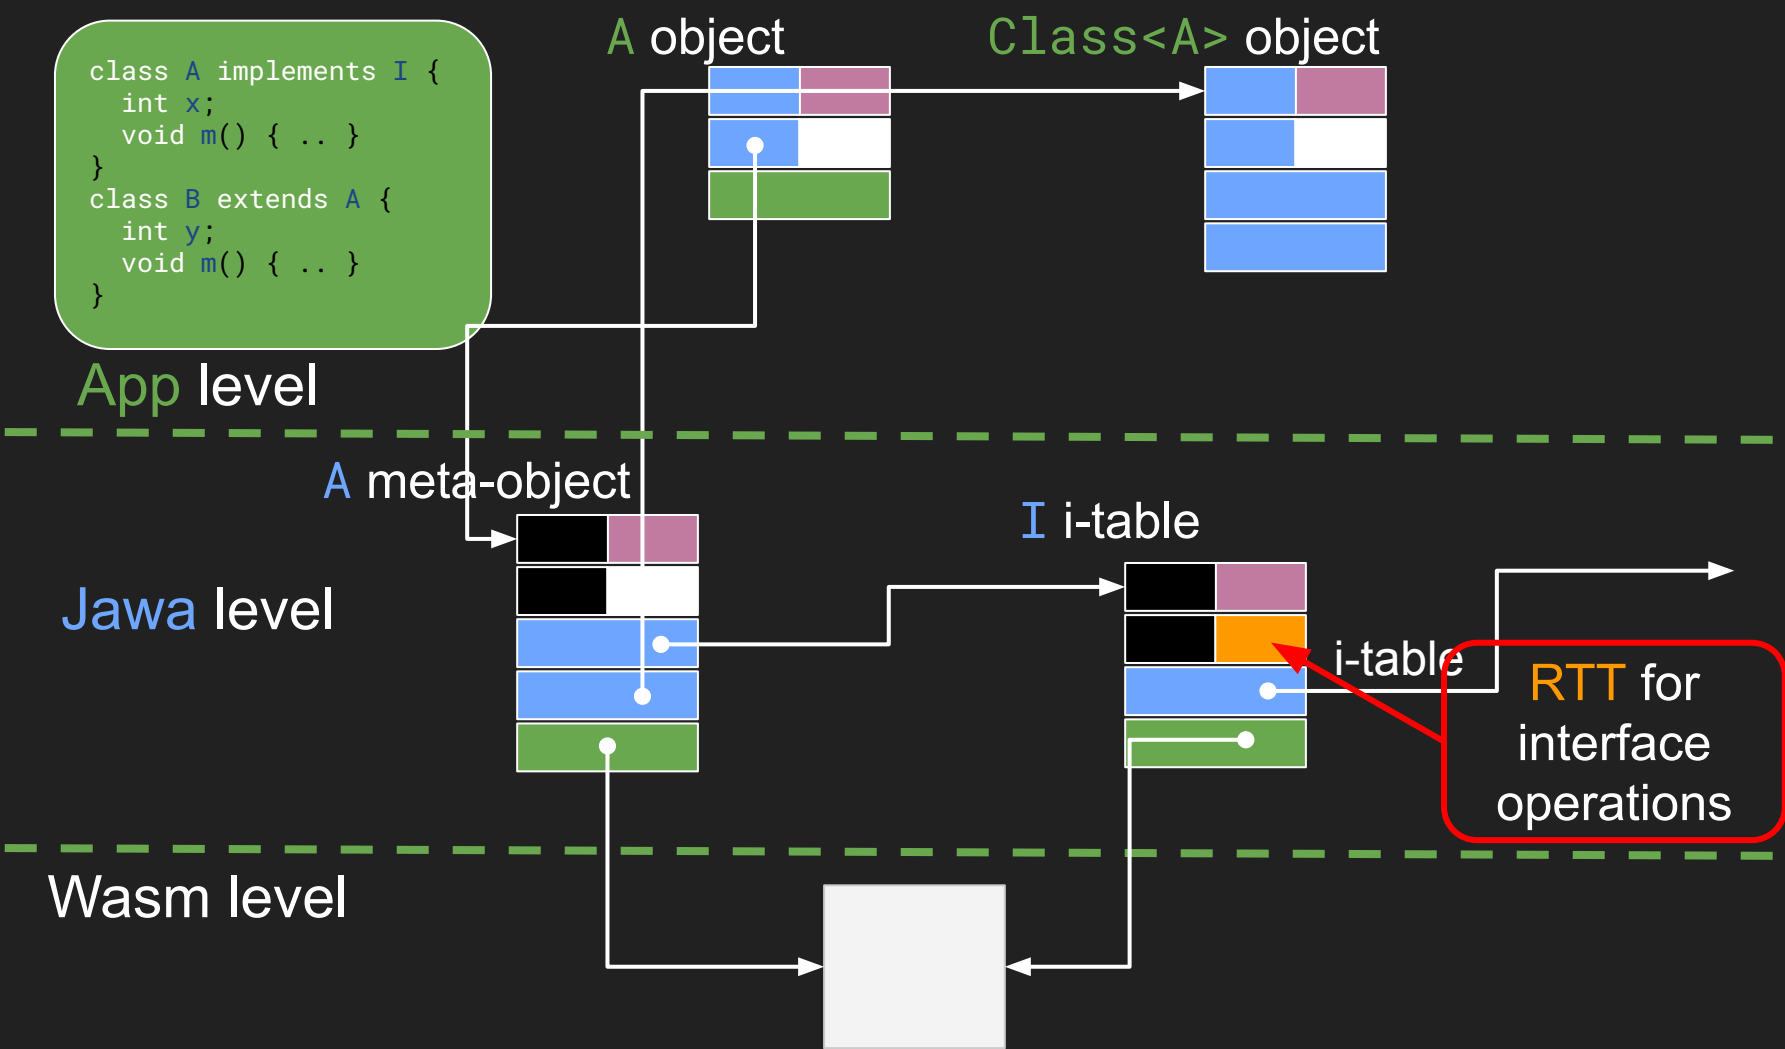 A object
Class<A> object
class A implements I {
  int x;
  void m() { .. }
}
class B extends A {
  int y;
  void m() { .. }
}
App level
A meta-object
I i-table
Jawa level
i-table
RTT for
interface
operations
Wasm level